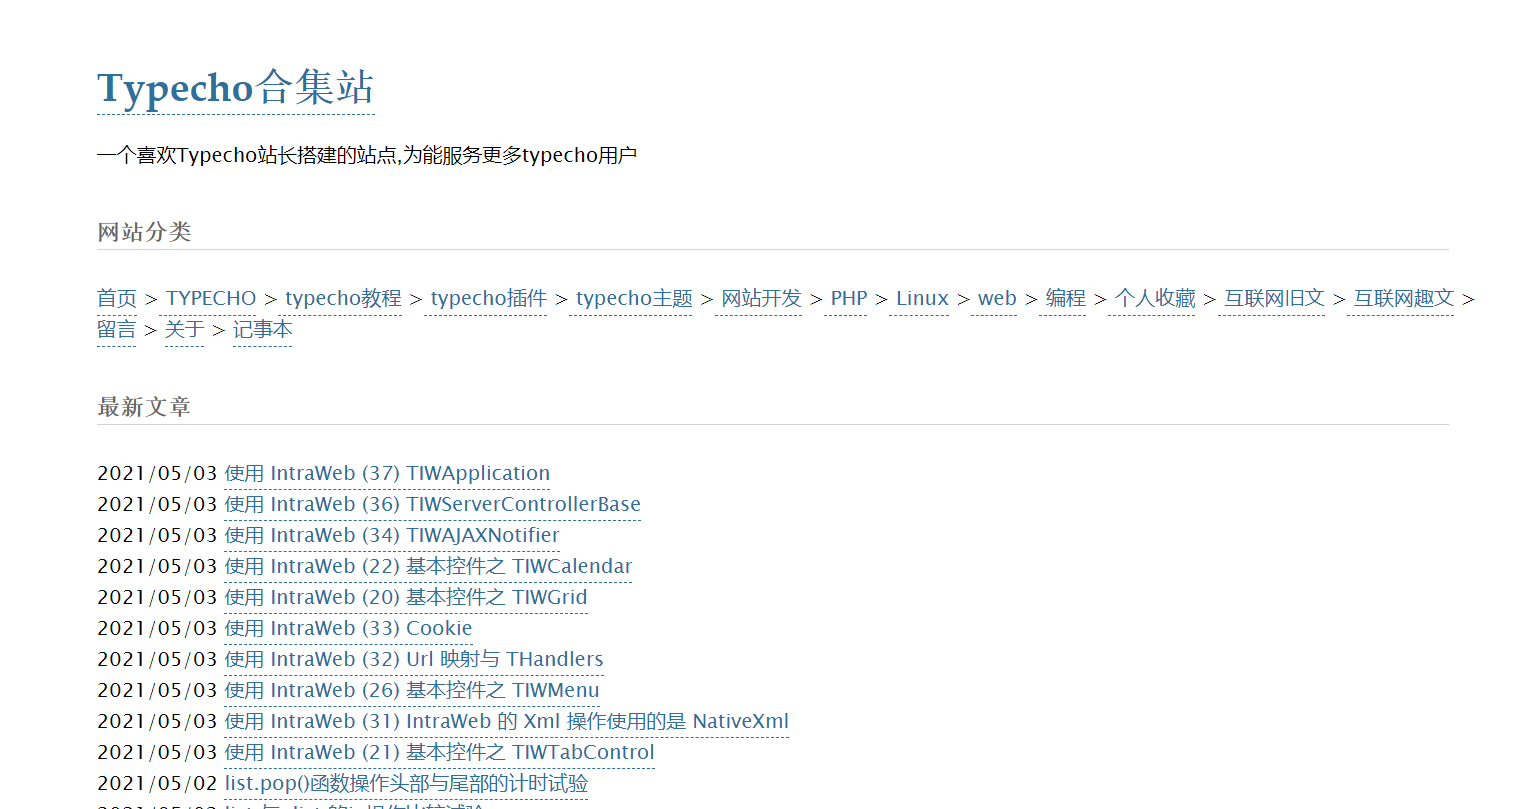 Typecho合集站
一个喜欢Typecho站长搭建的站点,为能服务更多typecho用户
网站分类
首页 > TYPECHO > typecho教程 > typecho插件 > typecho主题 > 网站开发 > PHP > Linux > web > 编程 > 个人收藏 > 互联网旧文 > 互联网趣文 >
留言 > 关于 > 记事本
最新文章
2021/05/03 使用 IntraWeb (37) TIWApplication
2021/05/03 使用 IntraWeb (36) TIWServerControllerBase
2021/05/03 使用 IntraWeb (34) TIWAJAXNotifier
2021/05/03 使用 IntraWeb (22) 基本控件之 TIWCalendar
2021/05/03 使用 IntraWeb (20) 基本控件之 TIWGrid
2021/05/03 使用 IntraWeb (33) Cookie
2021/05/03 使用 IntraWeb (32) Url 映射与 THandlers
2021/05/03 使用 IntraWeb (26) 基本控件之 TIWMenu
2021/05/03 使用 IntraWeb (31) IntraWeb 的 Xml 操作使用的是 NativeXml
2021/05/03 使用 IntraWeb (21) 基本控件之 TIWTabControl
2021/05/02 list.pop()函数操作头部与尾部的计时试验